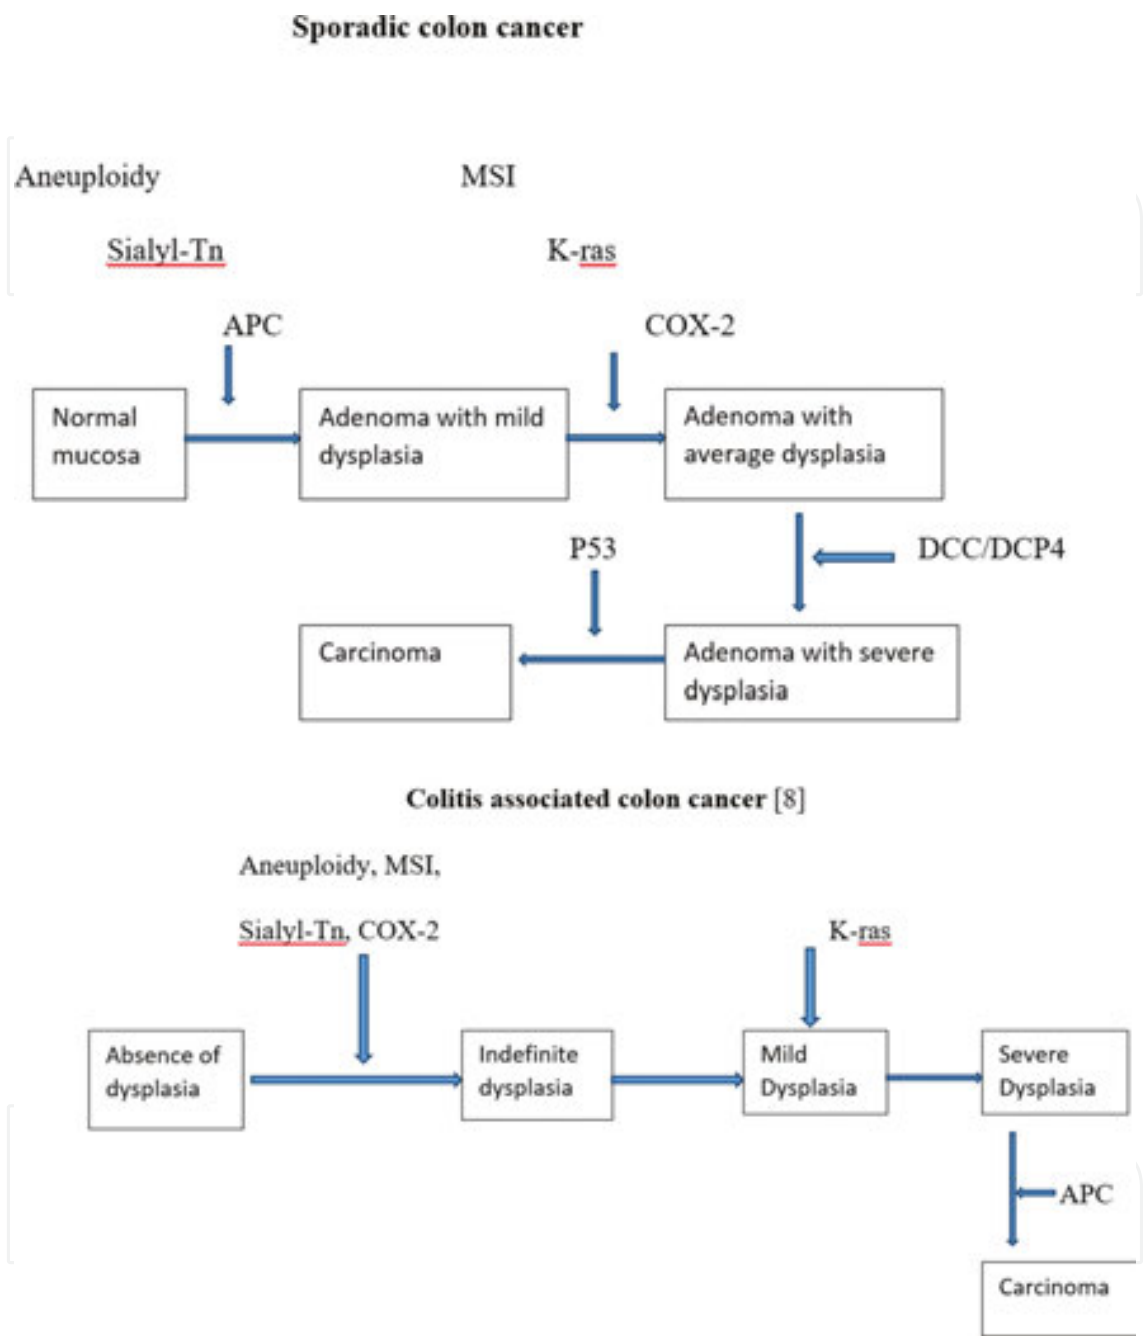 Sporadic colon cancer
Aneuploidy
MSI
Sialyl-Tn
K-ras
APC
COX-2
Normal
mucosa
Adenoma with mild
dysplasia
Adenoma with
average dysplasia
P53
DCC/DCP4
Carcinoma
Adenoma with severe
dysplasia
Colitis associated colon cancer [8]
Aneuploidy, MSI,
Sialyl-Tn, COX-2
K-ras
Absence of
dysplasia
Indefinite
dysplasia
Mild
Dysplasia
Severe
Dysplasia
APC
Carcinoma